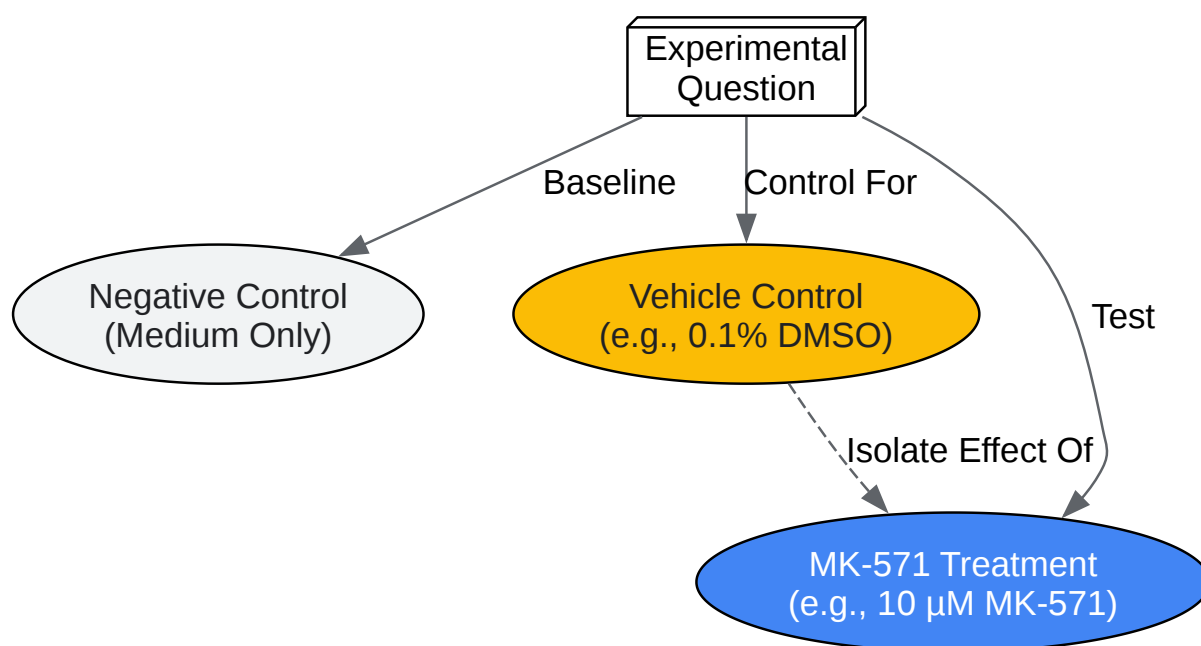 Experimental
Question
Baseline
Control For
Test
Negative Control
(Medium Only)
Vehicle Control
(e.g., 0.1% DMSO)
Isolate Effect Of
MK-571 Treatment
(e.g., 10 µM MK-571)